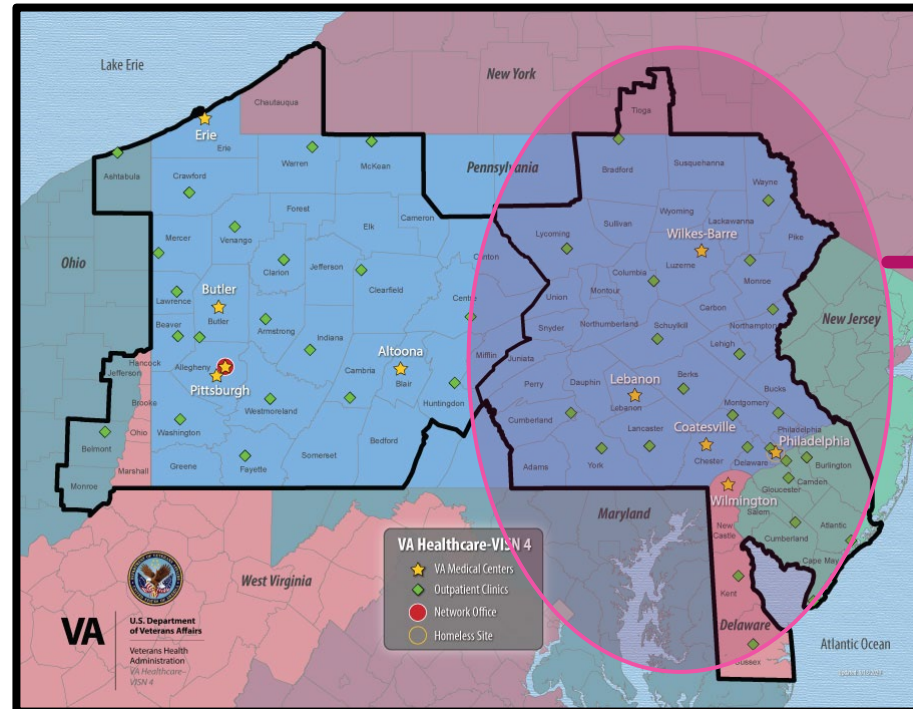 Lake Erie
New York
Chautauqua
Tioga
Erie
Erie
Warren
McKean
Pennsylvania
Bradford
Susquehanna
Wayne
Ashtabula
Crawford
Forest
Cameron
Elk
Sullivan
Wyoming
Lackawanna
Wilkes-Barre
Pike
Lycoming
Luzerne
Mercer
Venango
Clarion
Jefferson
Clinton
Ohio
Clearfield
Centre
Columbia
Monroe
Union
Montour
Carbon
Lawrence
Butler
Butler
Armstrong
Snyder
Northumberland
Schuylkill
Northampton
New Jersey
Beaver
Indiana
Altoona
Mifflin
Juniata
Lehigh
Hancock
Jefferson
Allegheny
Pittsburgh
Cambria
Blair
Perry
Dauphin
Lebanon
Lebanon
Berks
Bucks
Brooke
Westmoreland
Huntingdon
Cumberland
Lancaster
Montgomery
Coatesville
Philadelphia
Philadelphia
Ohio
Washington
Bedford
Belmont
Marshall
Greene
Fayette
Somerset
Adams
York
Chester
Delaware
Burlington
Camden
Gloucester
Monroe
Wilmington
Salem
Maryland
New
Castle
Cumberland
Atlantic
Cape May
West Virginia
Kent
Delaware
Sussex
Atlantic Ocean
VA Healthcare-VISN 4
VA Medical Centers
Outpatient Clinics
Network Office
Homeless Site
VA
U.S. Department
of Veterans Affairs
Veterans Health
Administration
VA Healthcare–
VISN 4